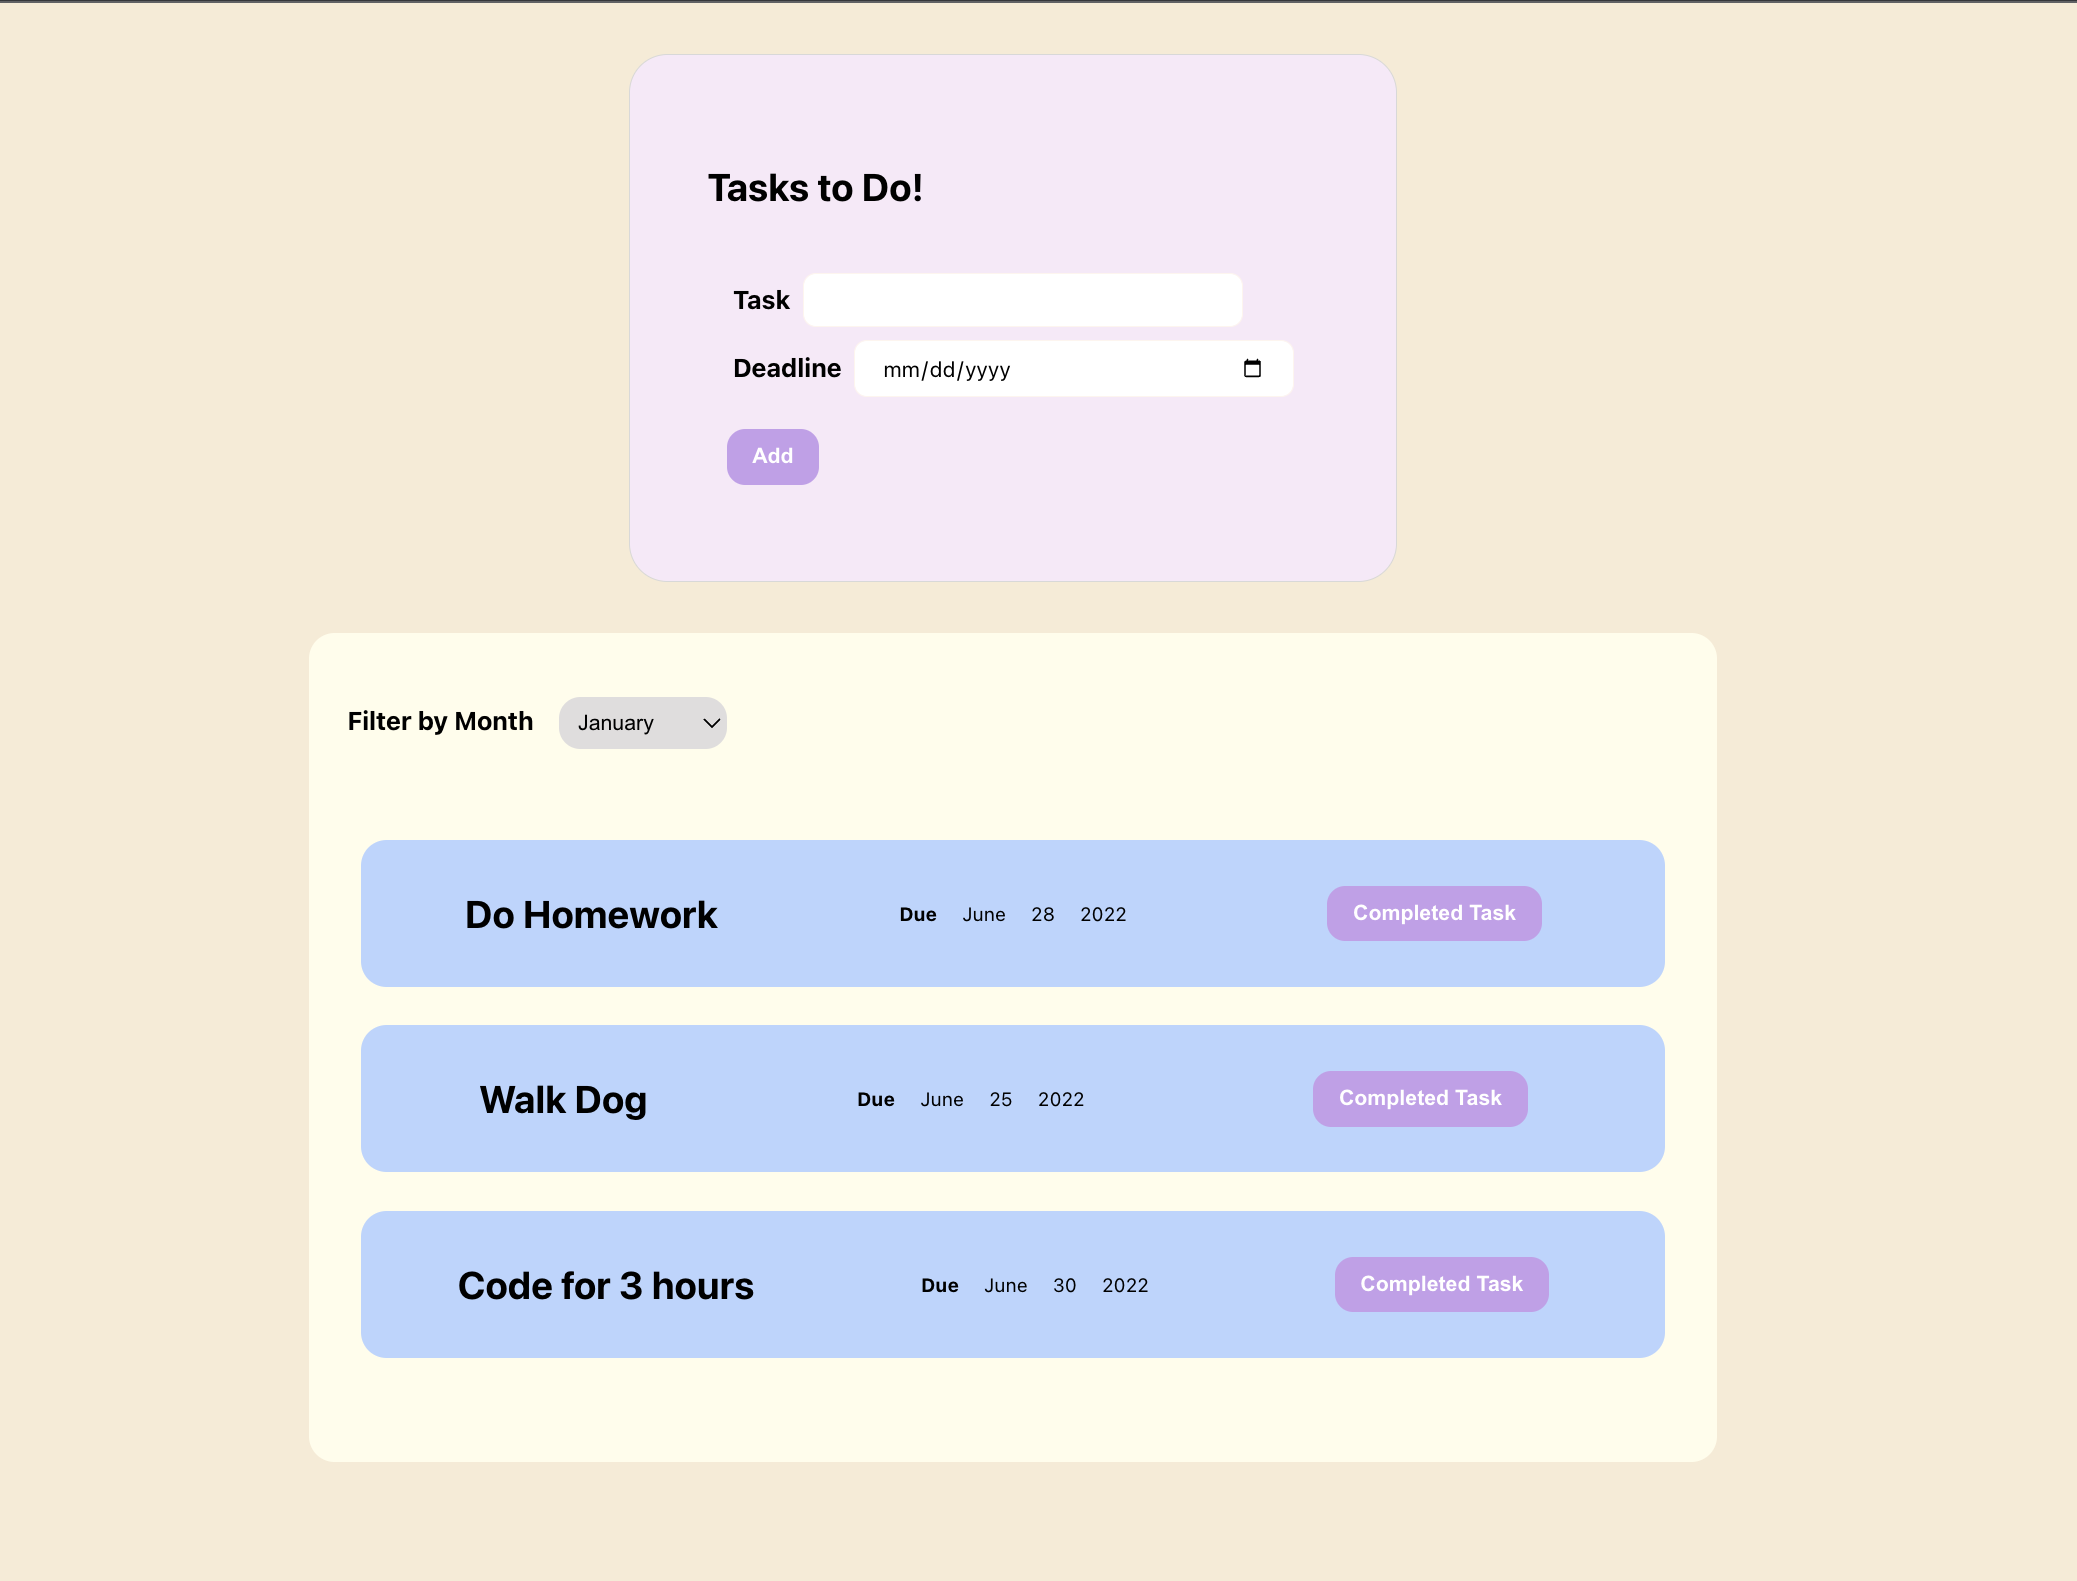 Tasks to Do!
Task
Deadline mm/dd/yyyy
Add
Filter by Month January
Do Homework Due June 28 2022 Completed Task
Walk Dog Due June 25 2022 Completed Task
Code for 3 hours Due June 30 2022 Completed Task